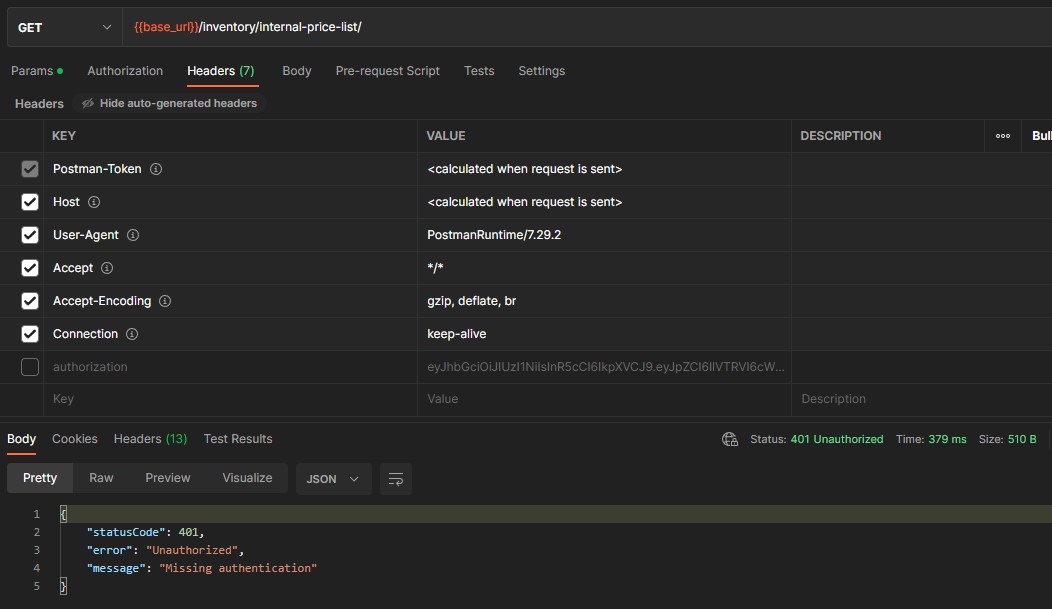 GET {{base_url}}/inventory/internal-price-list/
Params Authorization Headers (7) Body Pre-request Script Tests Settings
Headers Hide auto-generated headers
KEY VALUE DESCRIPTION ooo Bul
Postman-Token <calculated when request is sent>
Host <calculated when request is sent>
User-Agent PostmanRuntime/7.29.2
Accept */*
Accept-Encoding gzip, deflate, br
Connection keep-alive
authorization
Key Value Description
Body Cookies Headers (13) Test Results Status: 401 Unauthorized Time: 379 ms Size: 510 B
Pretty Raw Preview Visualize JSON
1 {
2 "statusCode": 401,
3 "error": "Unauthorized",
4 "message": "Missing authentication"
5 }